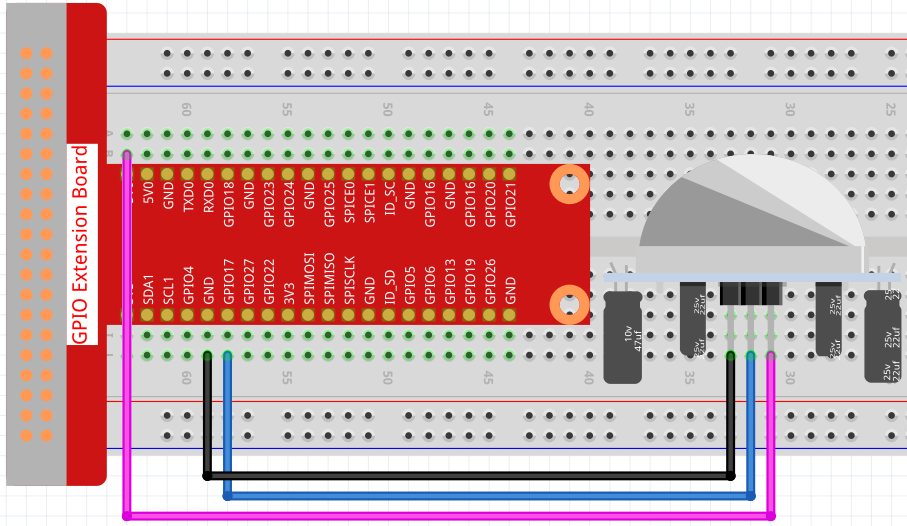 GPIO Extension Board
60
55
50
45
40
35
30
25
5V0
GND
TXD0
RXD0
GPIO18
GND
GPIO23
GPIO24
GND
GPIO25
SPICE0
SPICE1
ID_SC
GND
GPIO16
GND
GPIO16
GPIO20
GPIO21
SDA1
SCL1
GPIO4
GND
GPIO17
GPIO27
GPIO22
3V3
SPIMOSI
SPIMISO
SPISCLK
GND
ID_SD
GPIO5
GPIO6
GPIO13
GPIO19
GPIO26
GND
10v
47uf
25v
22uf
25v
22uf
25v
22uf
25v
22uf
60
55
50
45
40
35
30